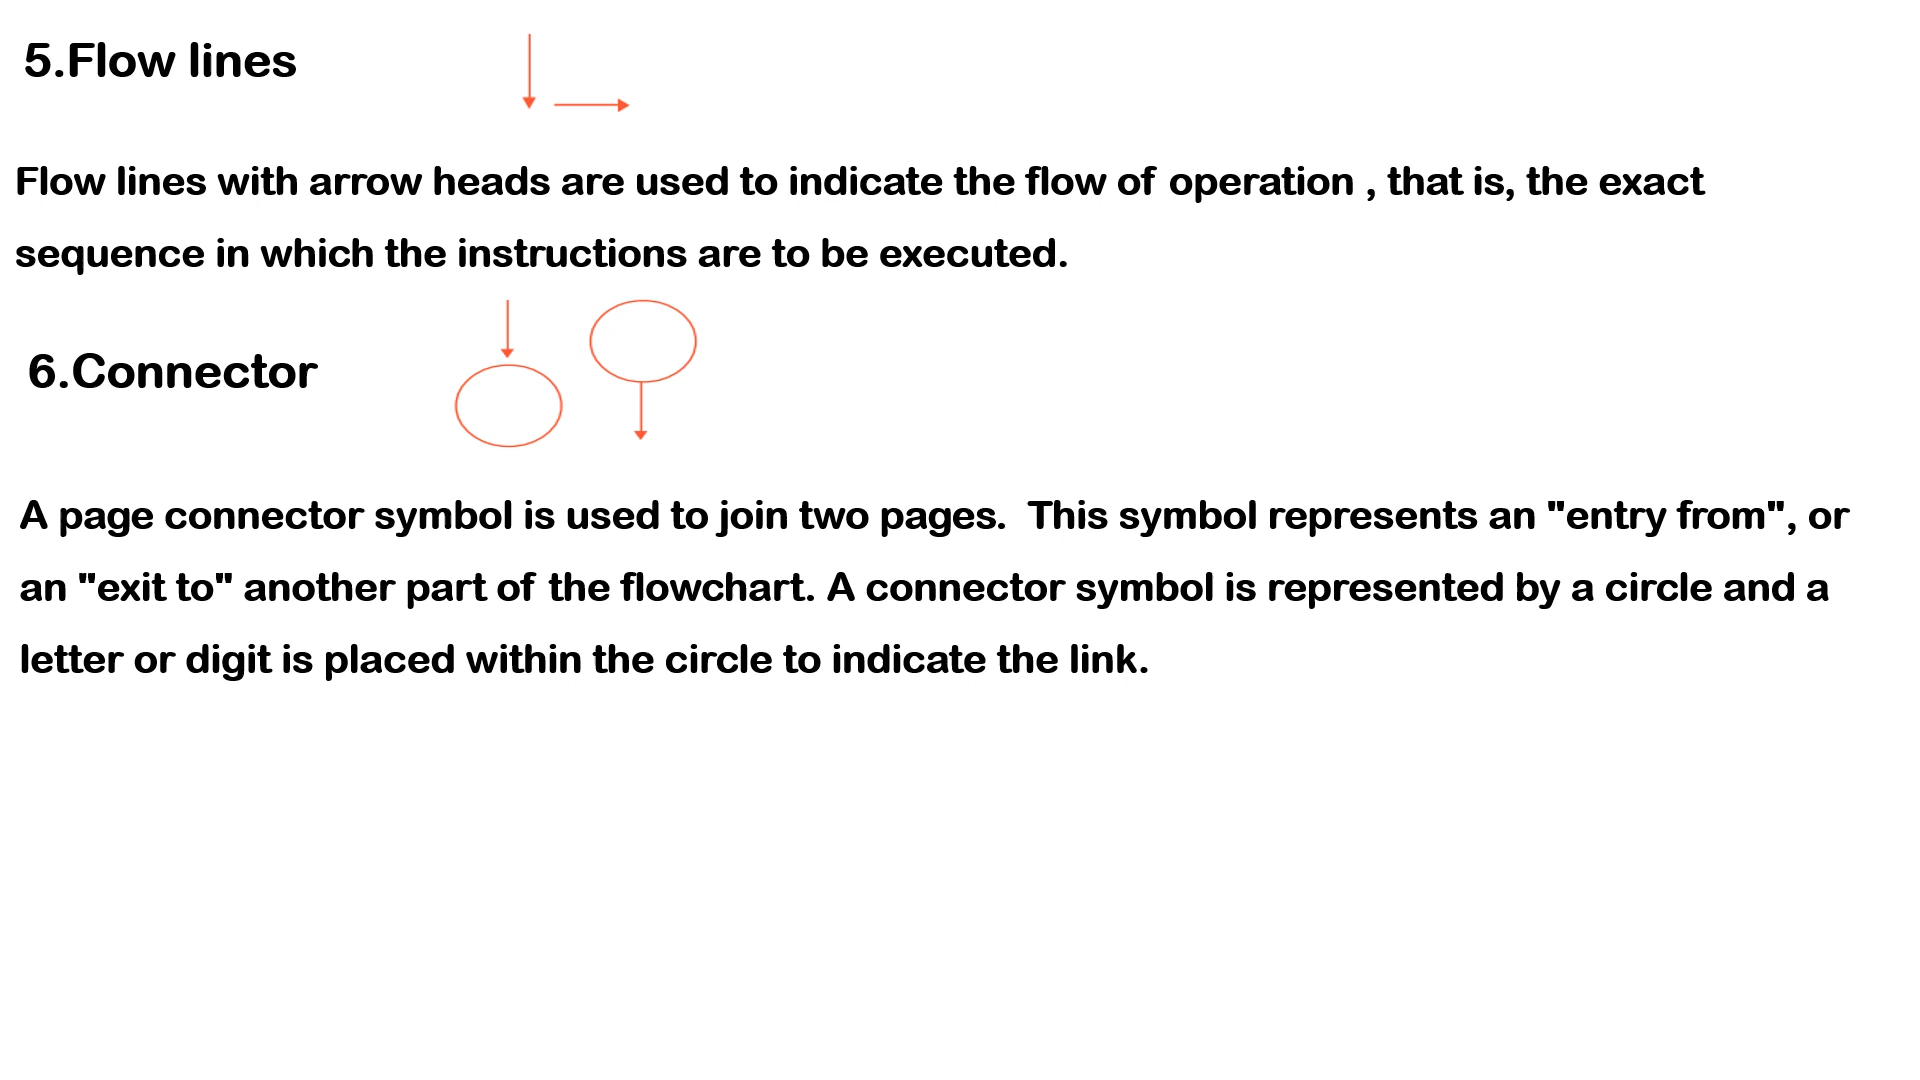 5.Flow lines
Flow lines with arrow heads are used to indicate the flow of operation , that is, the exact
sequence in which the instructions are to be executed.
6.Connector
A page connector symbol is used to join two pages.  This symbol represents an "entry from", or
an "exit to" another part of the flowchart. A connector symbol is represented by a circle and a
letter or digit is placed within the circle to indicate the link.